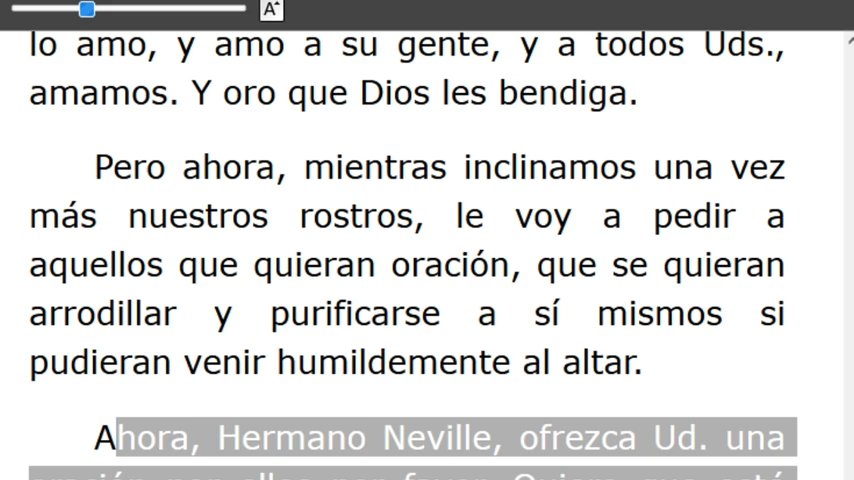 A
lo amo, y amo a su gente, y a todos Uds.,
amamos. Y oro que Dios les bendiga.
Pero ahora, mientras inclinamos una vez
más nuestros rostros, le voy a pedir a
aquellos que quieran oración, que se quieran
arrodillar y purificarse a sí mismos si
pudieran venir humildemente al altar.
Ahora, Hermano Neville, ofrezca Ud. una